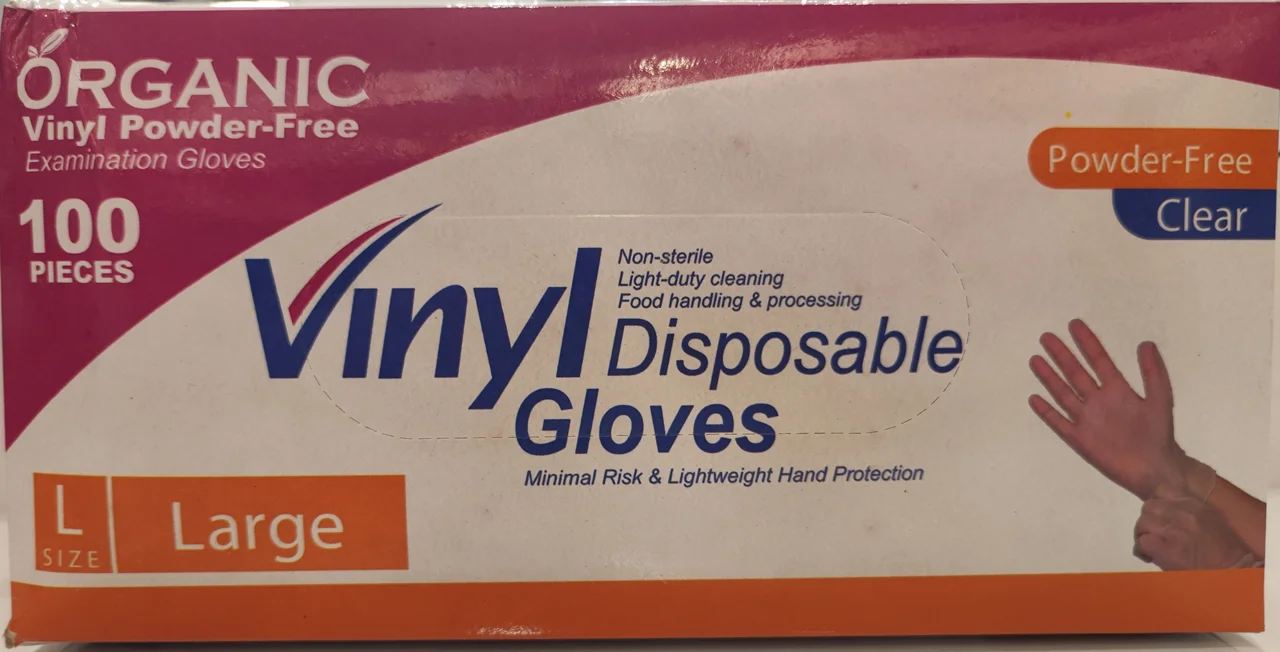 ORGANIC
Vinyl Powder-Free
Examination Gloves
100
PIECES
Powder-Free
Clear
Vinyl
Non-sterile
Light-duty cleaning
Food handling & processing
Disposable
Gloves
Minimal Risk & Lightweight Hand Protection
L
SIZE
Large